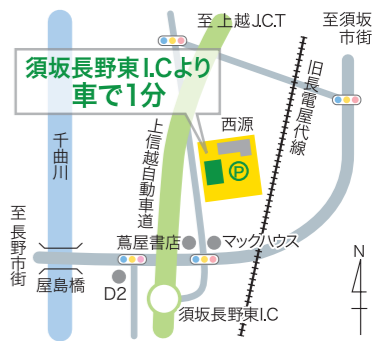 至 上越J.C.T
至須坂
市街
須坂長野東I.Cより
車で1分
旧長電屋代線
西源
P
千曲川
上信越自動車道
至 長野市街
蔦屋書店
マックハウス
屋島橋
D2
須坂長野東I.C
N